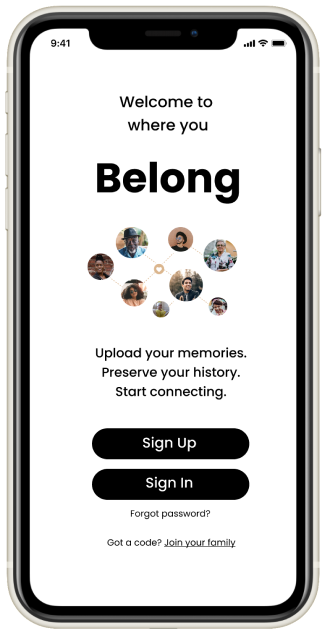 9:41
Welcome to
where you
Belong
Upload your memories.
Preserve your history.
Start connecting.
Sign Up
Sign In
Forgot password?
Got a code? Join your family